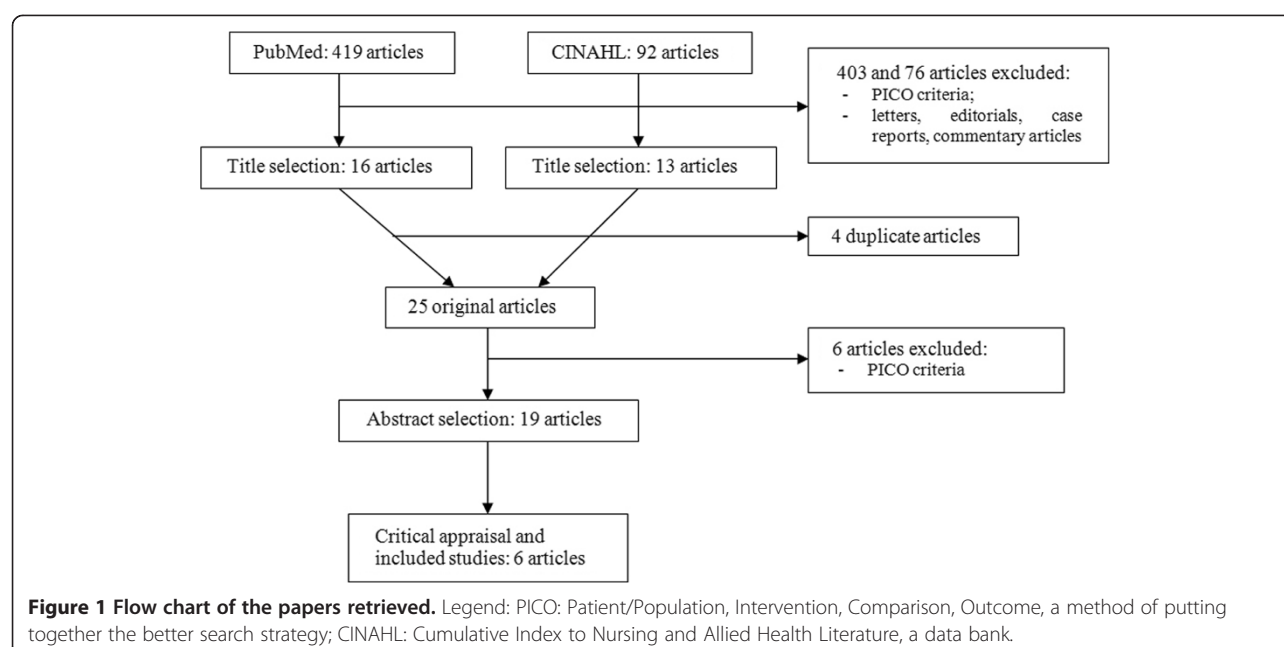 PubMed: 419 articles
CINAHL: 92 articles
403 and 76 articles excluded:
- PICO criteria;
- letters, editorials, case
reports, commentary articles
Title selection: 16 articles
Title selection: 13 articles
4 duplicate articles
25 original articles
6 articles excluded:
- PICO criteria
Abstract selection: 19 articles
Critical appraisal and
included studies: 6 articles
Figure 1 Flow chart of the papers retrieved. Legend: PICO: Patient/Population, Intervention, Comparison, Outcome, a method of putting
together the better search strategy; CINAHL: Cumulative Index to Nursing and Allied Health Literature, a data bank.